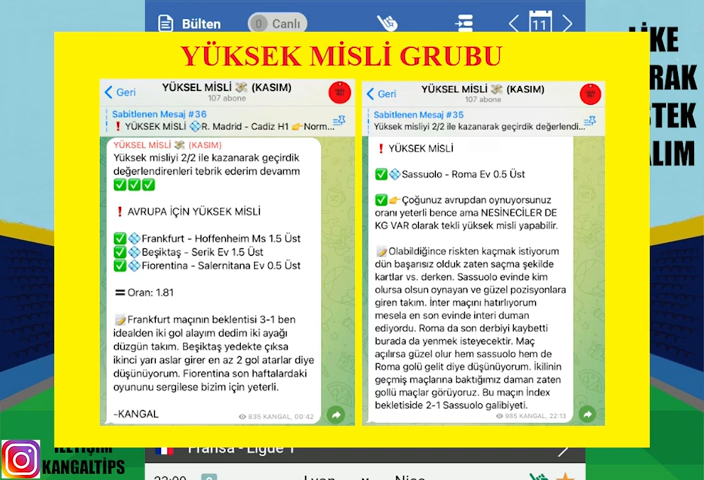 Bülten
0
Canlı
11
YÜKSEK MİSLİ GRUBU
Geri
YÜKSEL MİSLİ 💸 (KASIM)
107 abone
Sabitlenen Mesaj #36
❗ YÜKSEK MİSLİ 💠R. Madrid - Cadiz H1 👉Norm...
YÜKSEL MİSLİ 💸 (KASIM)
Yüksek misliyi 2/2 ile kazanarak geçirdik
değerlendirenleri tebrik ederim devamm
✅✅✅
❗ AVRUPA İÇİN YÜKSEK MİSLİ
✅💠Frankfurt - Hoffenheim Ms 1.5 Üst
✅💠Beşiktaş - Serik Ev 1.5 Üst
✅💠Fiorentina - Salernitana Ev 0.5 Üst
🟰Oran: 1.81
📝Frankfurt maçının beklentisi 3-1 ben
idealden iki gol alayım dedim iki ayağı
düzgün takım. Beşiktaş yedekte çıksa
ikinci yarı aslar girer en az 2 gol atarlar diye
düşünüyorum. Fiorentina son haftalardaki
oyununu sergilese bizim için yeterli.
-KANGAL
835 KANGAL, 00:42
Geri
YÜKSEL MİSLİ 💸 (KASIM)
107 abone
Sabitlenen Mesaj #35
Yüksek misliyi 2/2 ile kazanarak geçirdik değerlendi...
❗ YÜKSEK MİSLİ
✅💠Sassuolo - Roma Ev 0.5 Üst
✅👉Çoğunuz avrupdan oynuyorsunuz
oranı yeterli bence ama NESİNECİLER DE
KG VAR olarak tekli yüksek misli yapabilir.
📝Olabildiğince riskten kaçmak istiyorum
dün başarısız olduk zaten saçma şekilde
kartlar vs. derken. Sassuolo evinde kim
olursa olsun oynayan ve güzel pozisyonlara
giren takım. İnter maçını hatırlıyorum
mesela en son evinde interi duman
ediyordu. Roma da son derbiyi kaybetti
burada da yenmek isteyecektir. Maç
açılırsa güzel olur hem sassuolo hem de
Roma golü gelit diye düşünüyorum. İkilinin
geçmiş maçlarına baktığımız daman zaten
gollü maçlar görüyoruz. Bu maçın İndex
bekletiside 2-1 Sassuolo galibiyeti.
985 KANGAL, 22:13
KANGALTİPS
Fransa - Ligue 1